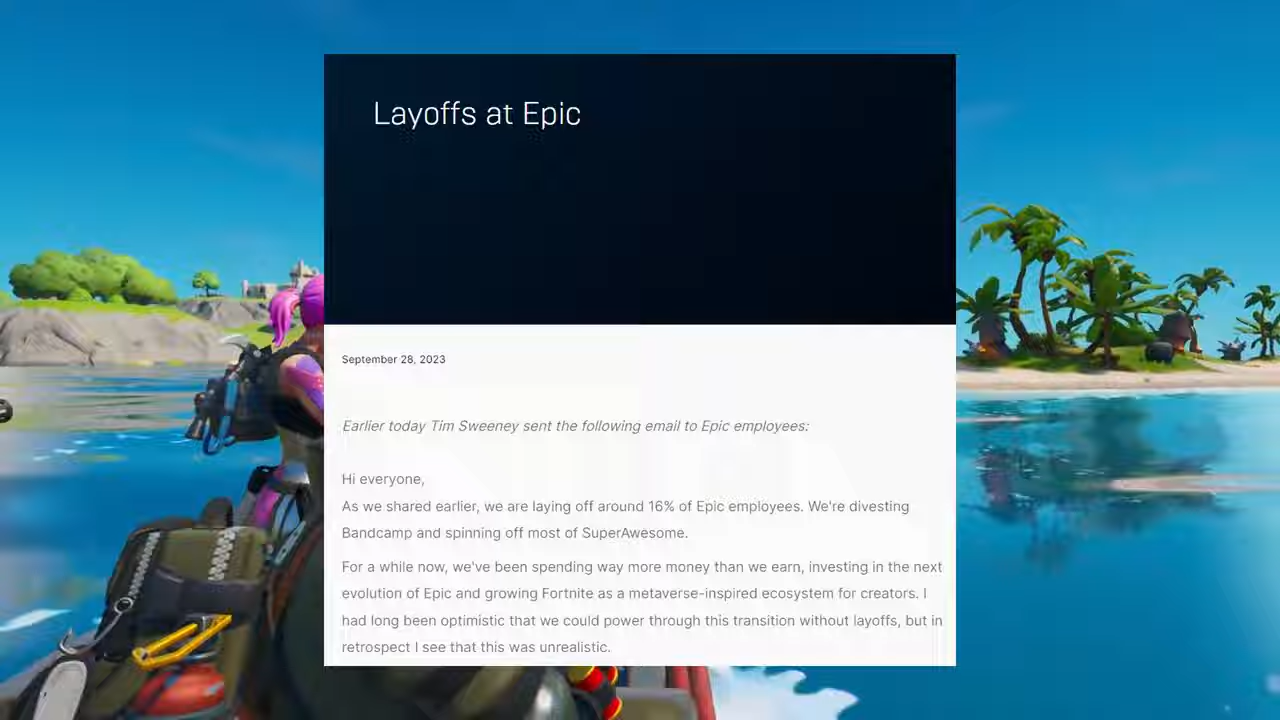 Layoffs at Epic
September 28, 2023
Earlier today Tim Sweeney sent the following email to Epic employees:
Hi everyone,
As we shared earlier, we are laying off around 16% of Epic employees. We're divesting
Bandcamp and spinning off most of SuperAwesome.
For a while now, we've been spending way more money than we earn, investing in the next
evolution of Epic and growing Fortnite as a metaverse-inspired ecosystem for creators. I
had long been optimistic that we could power through this transition without layoffs, but in
retrospect I see that this was unrealistic.